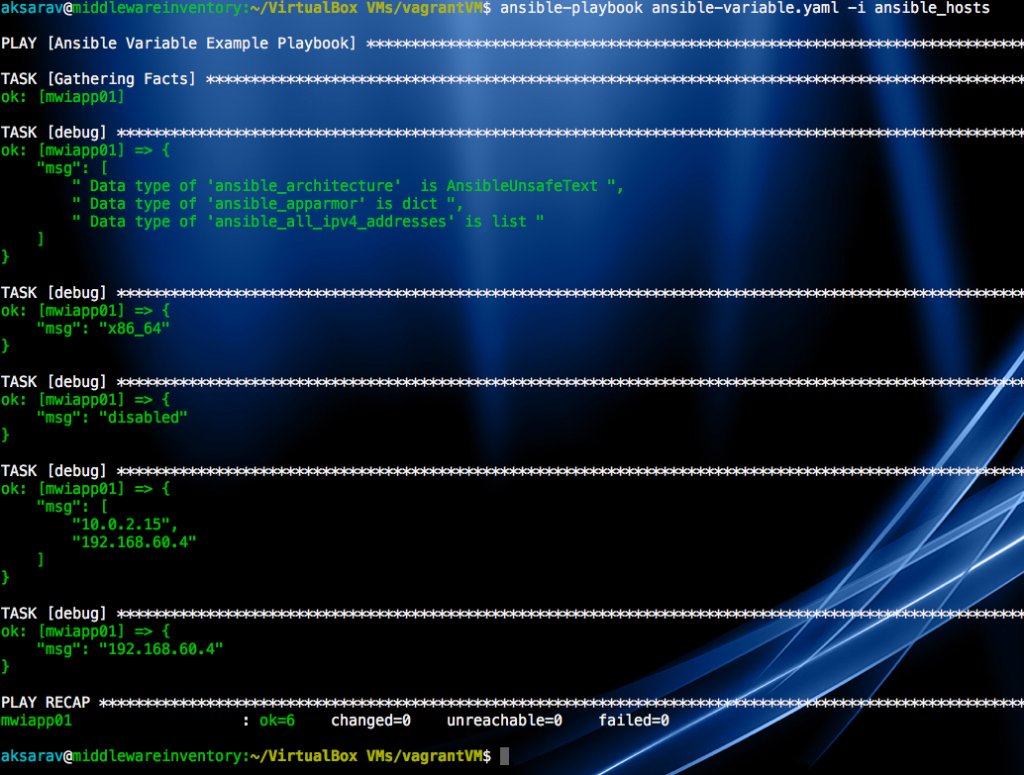 aksarav@middlewareinventory:~/VirtualBox VMs/vagrantVM$ ansible-playbook ansible-variable.yaml -i ansible_hosts
PLAY [Ansible Variable Example Playbook] *************************************************************************
TASK [Gathering Facts] *******************************************************************************************
ok: [mwiapp01]
TASK [debug] *****************************************************************************************************
ok: [mwiapp01] => {
    "msg": [
        " Data type of 'ansible_architecture'  is AnsibleUnsafeText ",
        " Data type of 'ansible_apparmor' is dict ",
        " Data type of 'ansible_all_ipv4_addresses' is list "
    ]
}
TASK [debug] *****************************************************************************************************
ok: [mwiapp01] => {
    "msg": "x86_64"
}
TASK [debug] *****************************************************************************************************
ok: [mwiapp01] => {
    "msg": "disabled"
}
TASK [debug] *****************************************************************************************************
ok: [mwiapp01] => {
    "msg": [
        "10.0.2.15",
        "192.168.60.4"
    ]
}
TASK [debug] *****************************************************************************************************
ok: [mwiapp01] => {
    "msg": "192.168.60.4"
}
PLAY RECAP *******************************************************************************************************
mwiapp01                   : ok=6    changed=0    unreachable=0    failed=0
aksarav@middlewareinventory:~/VirtualBox VMs/vagrantVM$